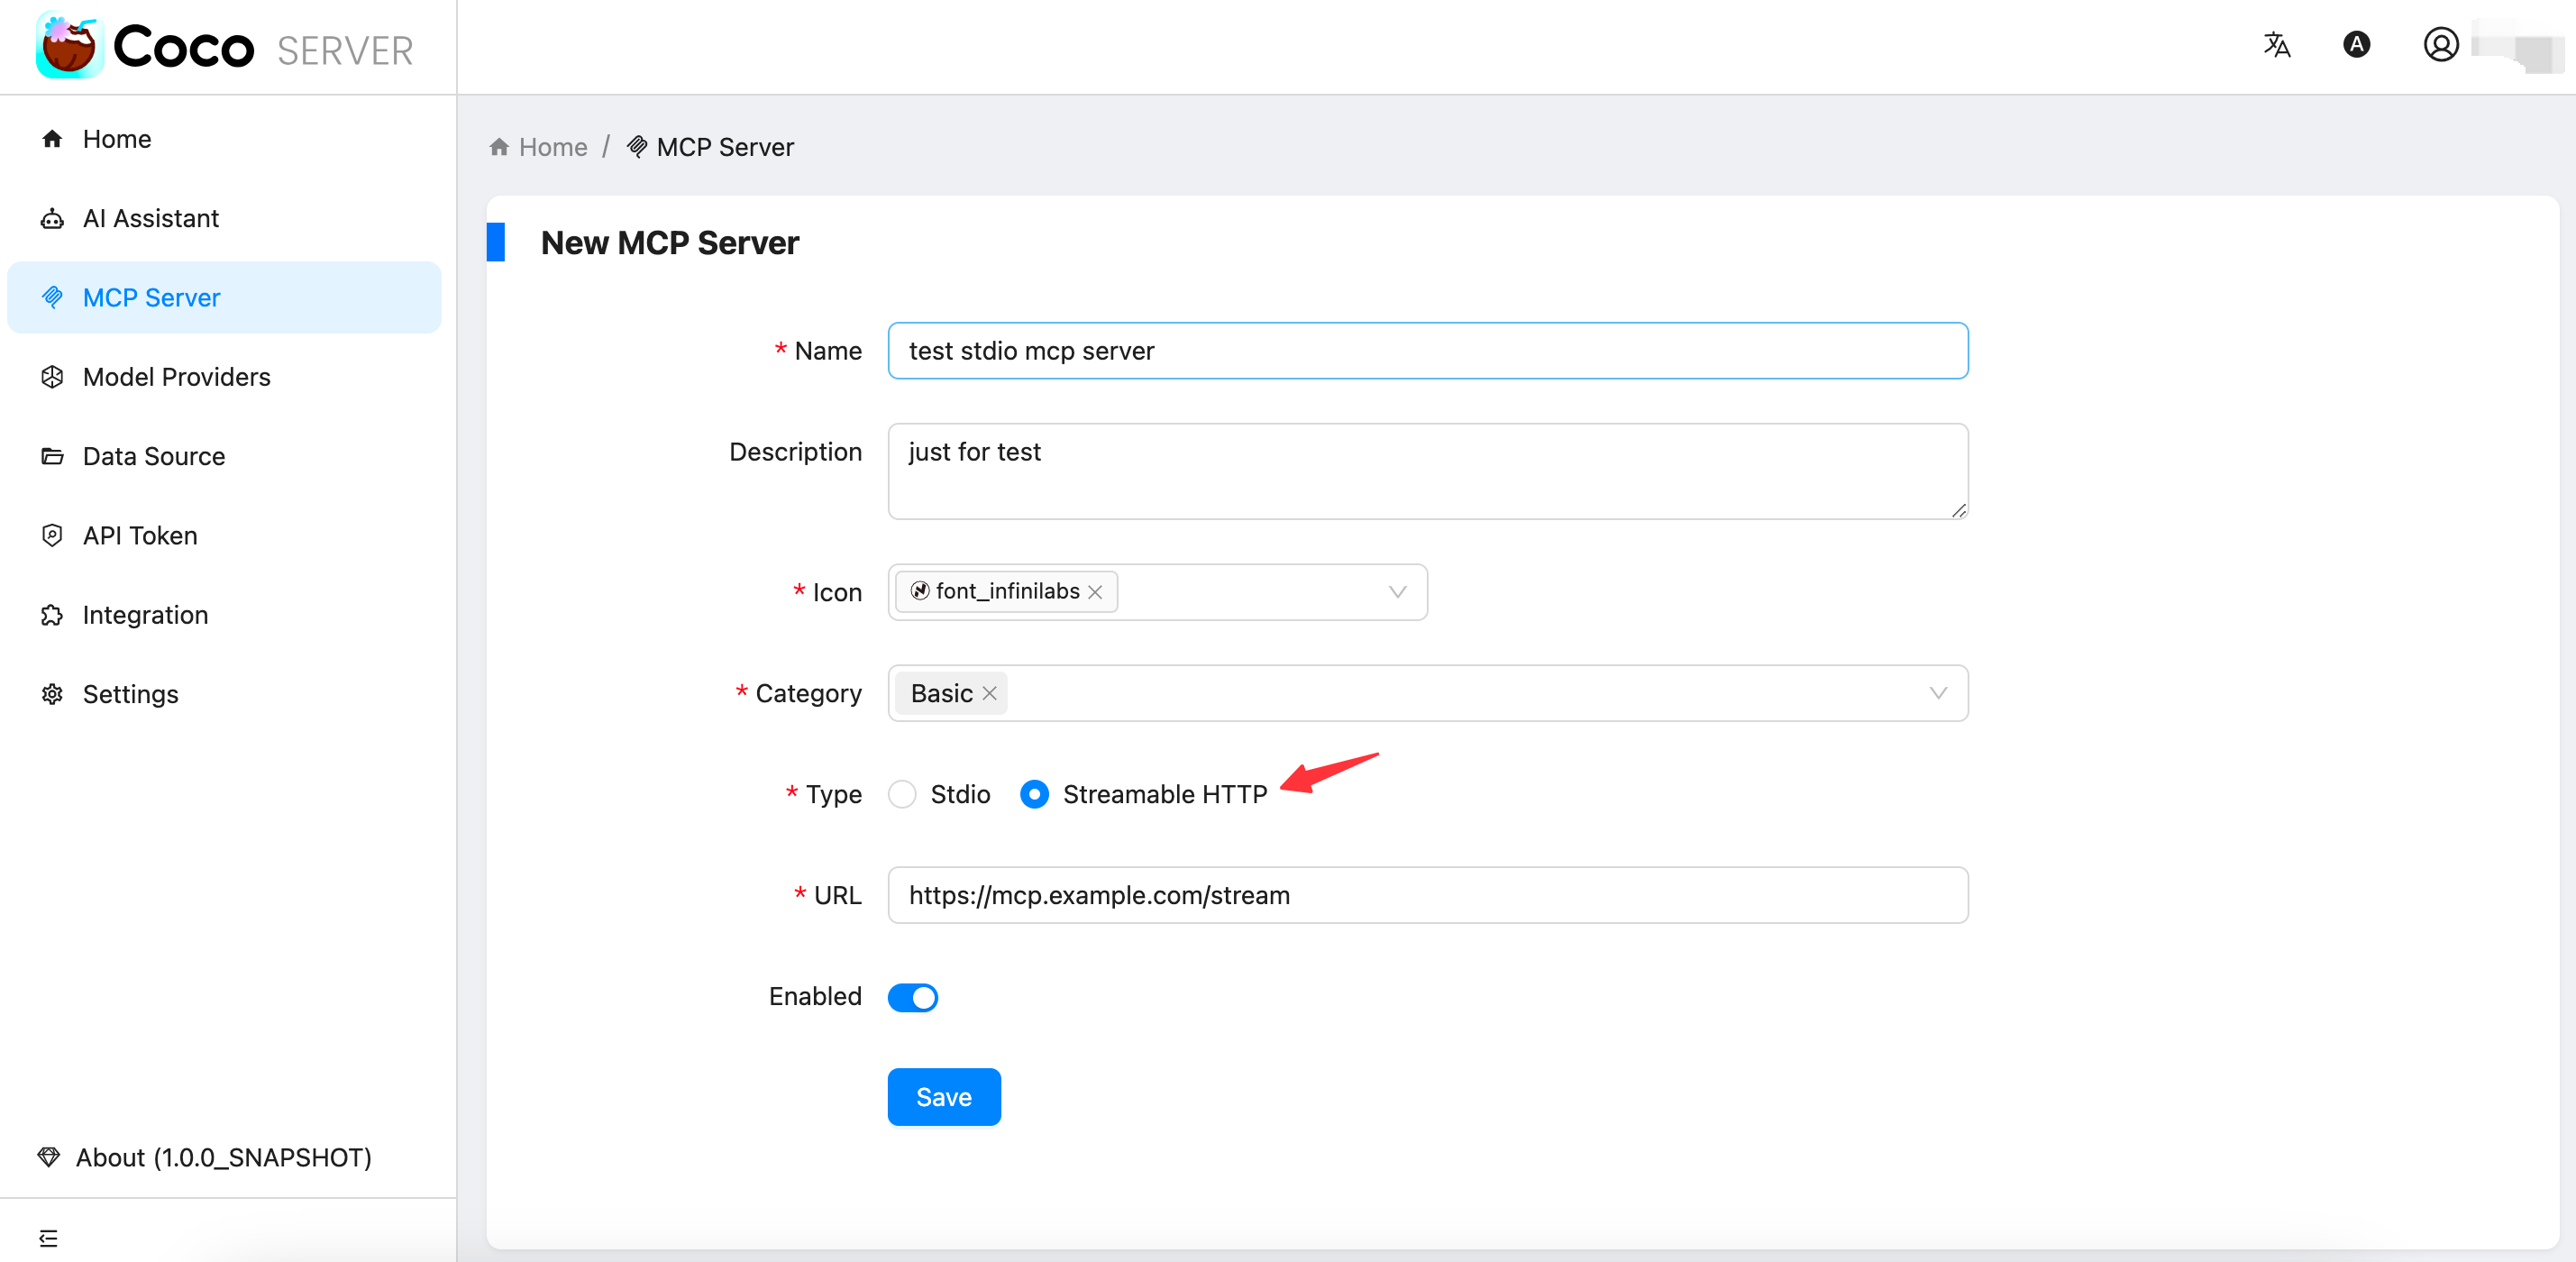 Coco SERVER
A
Home
AI Assistant
MCP Server
Model Providers
Data Source
API Token
Integration
Settings
About (1.0.0_SNAPSHOT)
Home / MCP Server
New MCP Server
* Name test stdio mcp server
Description just for test
* Icon font_infinilabs
* Category Basic
* Type Stdio Streamable HTTP
* URL https://mcp.example.com/stream
Enabled
Save